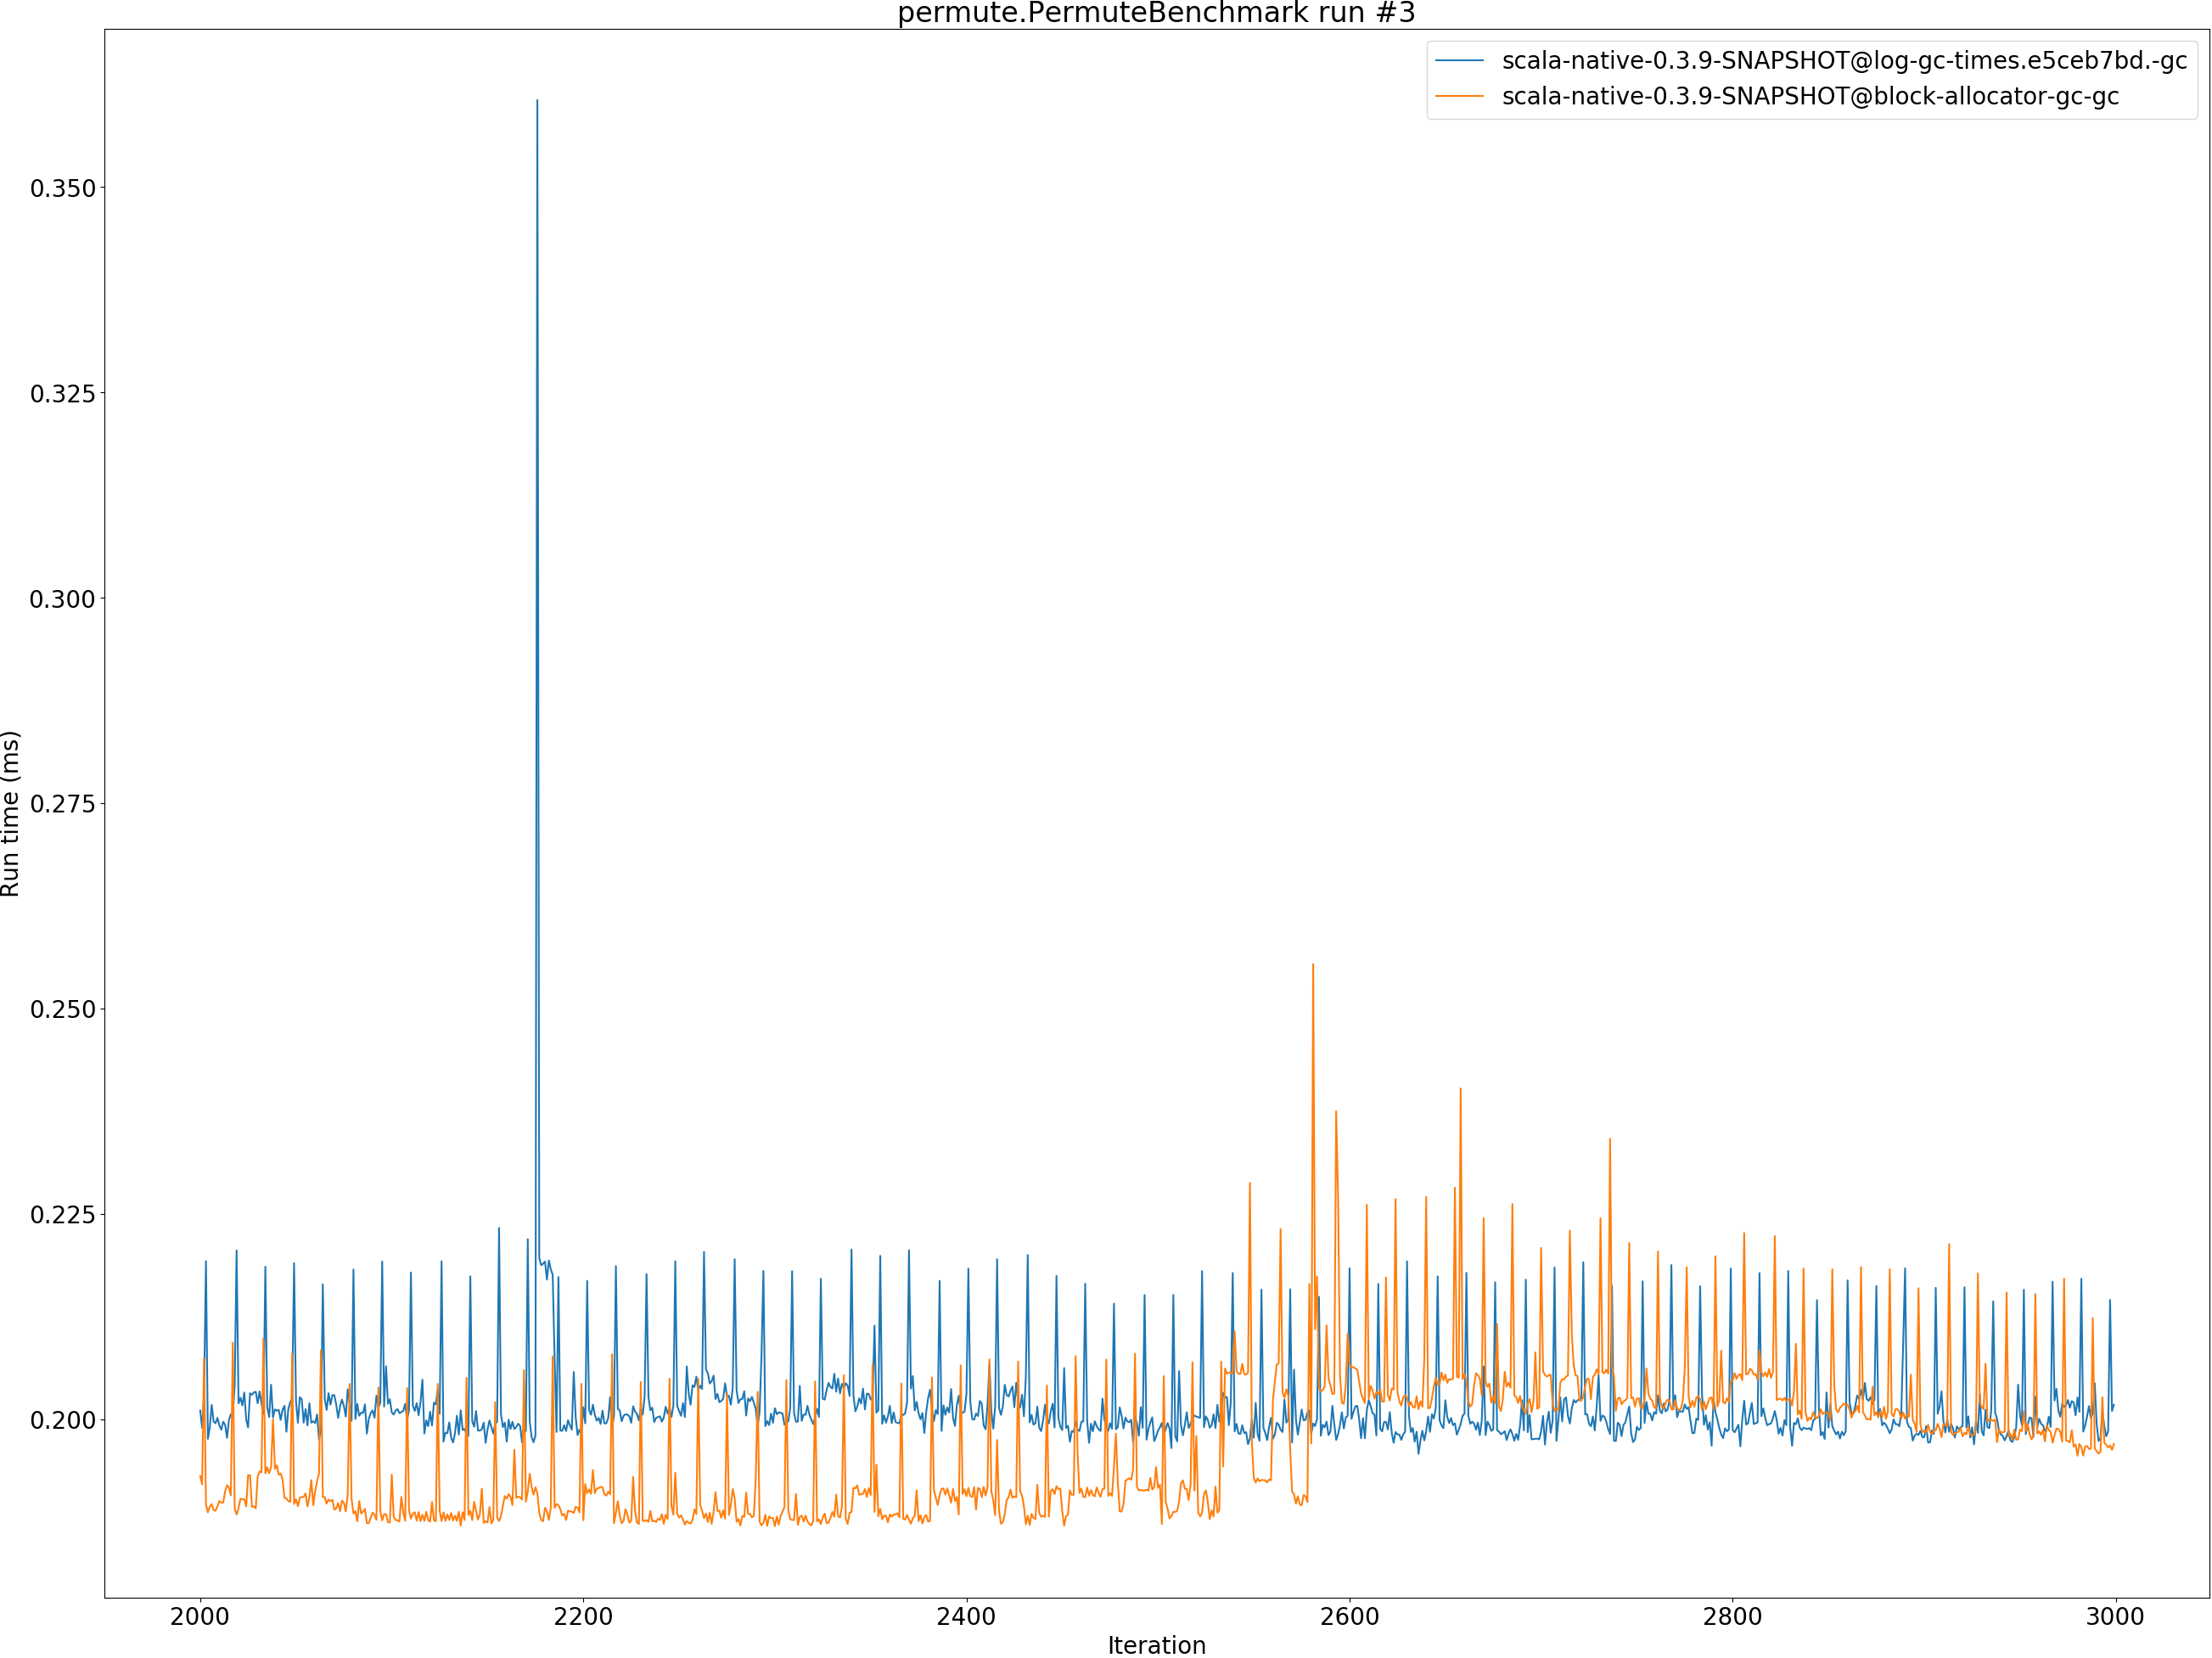 permute.PermuteBenchmark run #3
scala-native-0.3.9-SNAPSHOT@log-gc-times.e5ceb7bd.-gc
scala-native-0.3.9-SNAPSHOT@block-allocator-gc-gc
Run time (ms)
0.350
0.325
0.300
0.275
0.250
0.225
0.200
2000 2200 2400 2600 2800 3000
Iteration